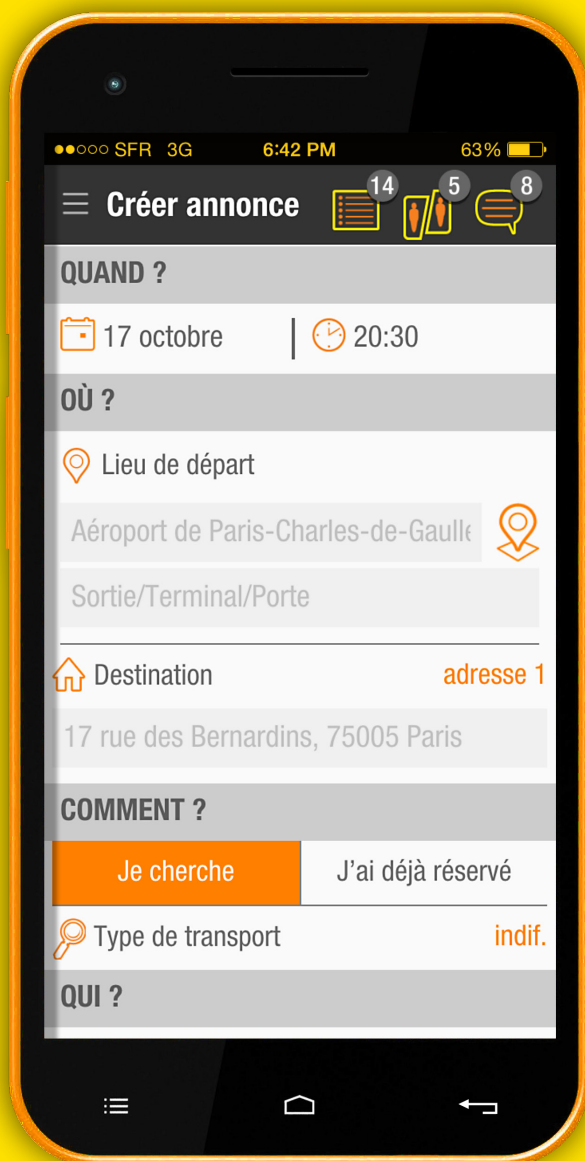 SFR 3G 6:42 PM 63%
Créer annonce 14 5 8
QUAND ?
17 octobre 20:30
OÙ ?
Lieu de départ
Aéroport de Paris-Charles-de-Gaulle
Sortie/Terminal/Porte
Destination adresse 1
17 rue des Bernardins, 75005 Paris
COMMENT ?
Je cherche J'ai déjà réservé
Type de transport indif.
QUI ?